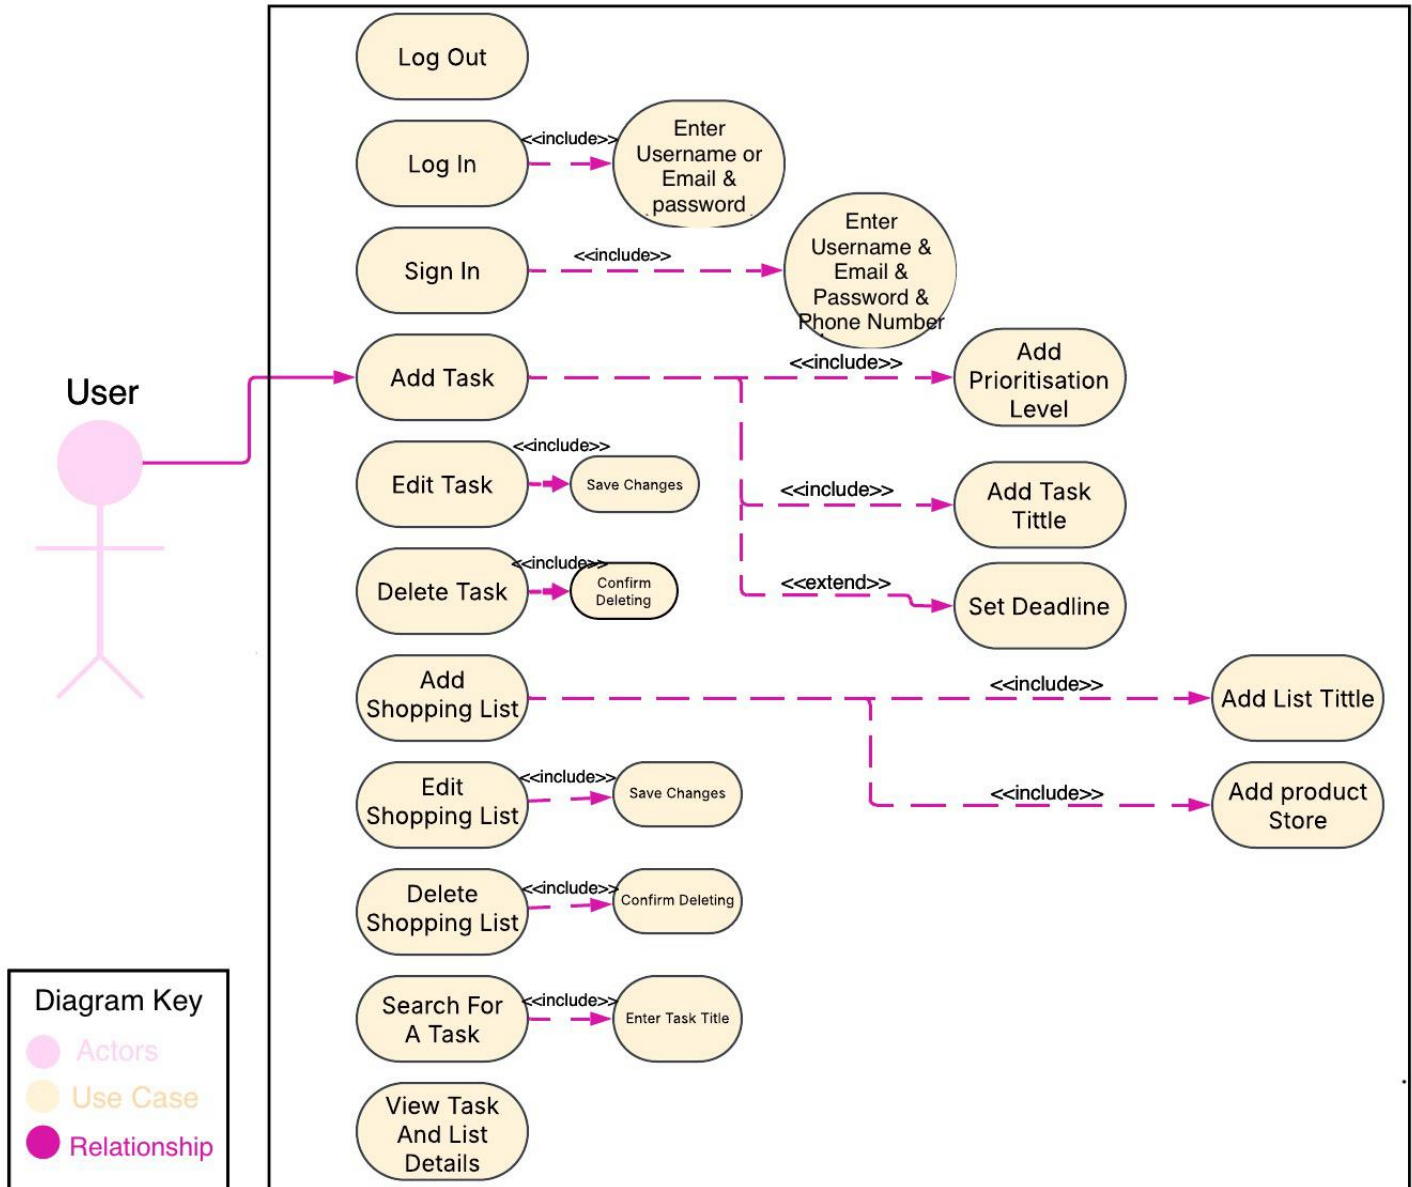 Log Out
<<include>>
Log In
Enter
Username or
Email &
password
Sign In
<<include>>
Enter
Username &
Email &
Password &
Phone Number
User
Add Task
<<include>>
Add
Prioritisation
Level
Edit Task
<<include>>
Save Changes
<<include>>
Add Task
Tittle
Delete Task
<<include>>
Confirm
Deleting
<<extend>>
Set Deadline
Add
Shopping List
<<include>>
Add List Tittle
Edit
Shopping List
<<include>>
Save Changes
<<include>>
Add product
Store
Delete
Shopping List
<<include>>
Confirm Deleting
Search For
A Task
<<include>>
Enter Task Title
View Task
And List
Details
Diagram Key
Actors
Use Case
Relationship